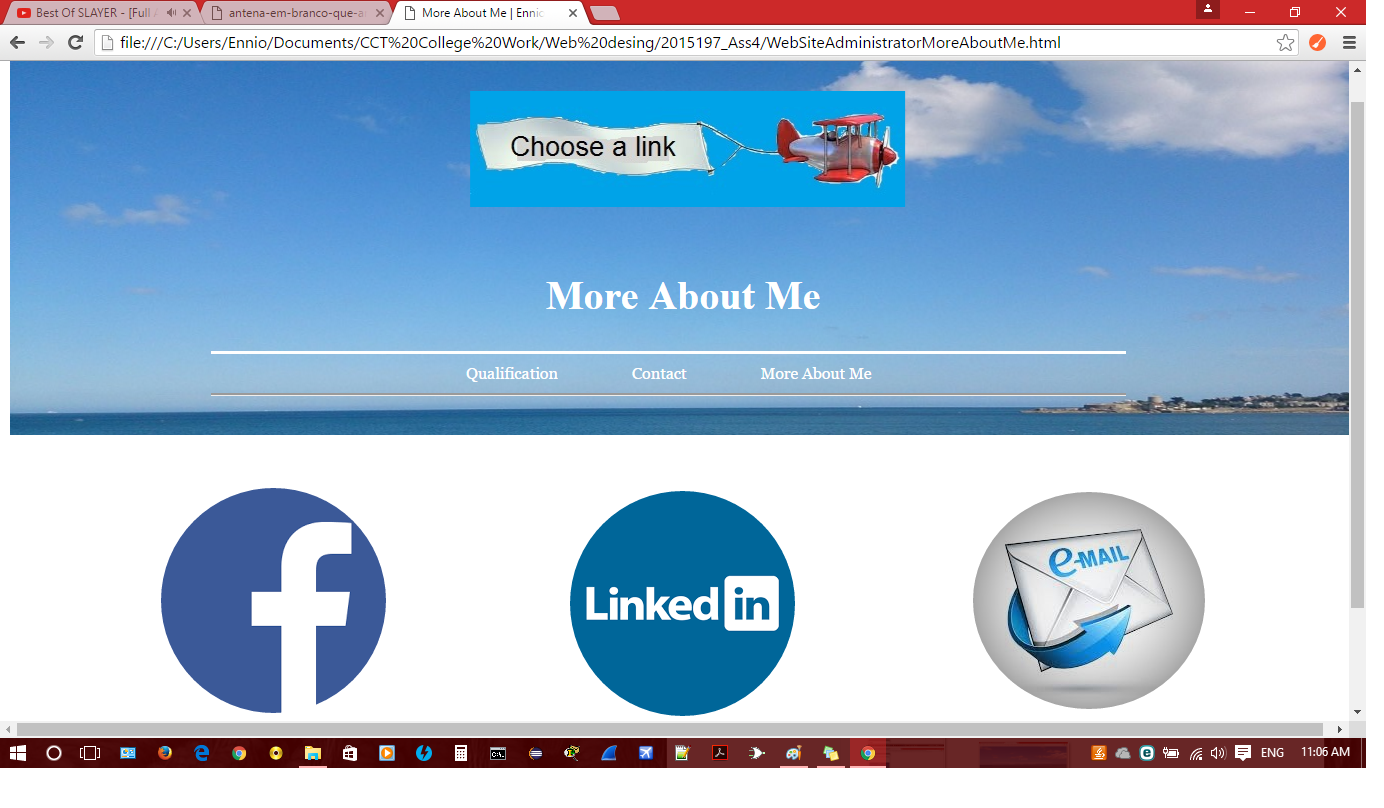 Best Of SLAYER - [Full A
antena-em-branco-que-a
More About Me | Ennio
file:///C:/Users/Ennio/Documents/CCT%20College%20Work/Web%20desing/2015197_Ass4/WebSiteAdministratorMoreAboutMe.html
Choose a link
More About Me
Qualification Contact More About Me
f
Linked in
e-MAIL
ENG 11:06 AM